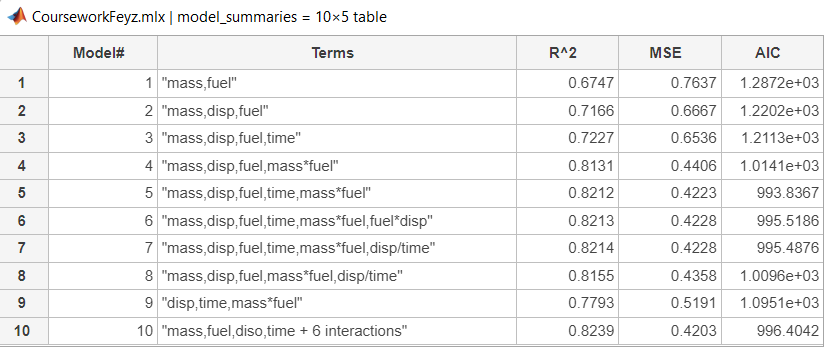 CourseworkFeyz.mlx | model_summaries = 10×5 table
Model# Terms R^2 MSE AIC
1 1 "mass,fuel" 0.6747 0.7637 1.2872e+03
2 2 "mass,disp,fuel" 0.7166 0.6667 1.2202e+03
3 3 "mass,disp,fuel,time" 0.7227 0.6536 1.2113e+03
4 4 "mass,disp,fuel,mass*fuel" 0.8131 0.4406 1.0141e+03
5 5 "mass,disp,fuel,time,mass*fuel" 0.8212 0.4223 993.8367
6 6 "mass,disp,fuel,time,mass*fuel,fuel*disp" 0.8213 0.4228 995.5186
7 7 "mass,disp,fuel,time,mass*fuel,disp/time" 0.8214 0.4228 995.4876
8 8 "mass,disp,fuel,mass*fuel,disp/time" 0.8155 0.4358 1.0096e+03
9 9 "disp,time,mass*fuel" 0.7793 0.5191 1.0951e+03
10 10 "mass,fuel,diso,time + 6 interactions" 0.8239 0.4203 996.4042